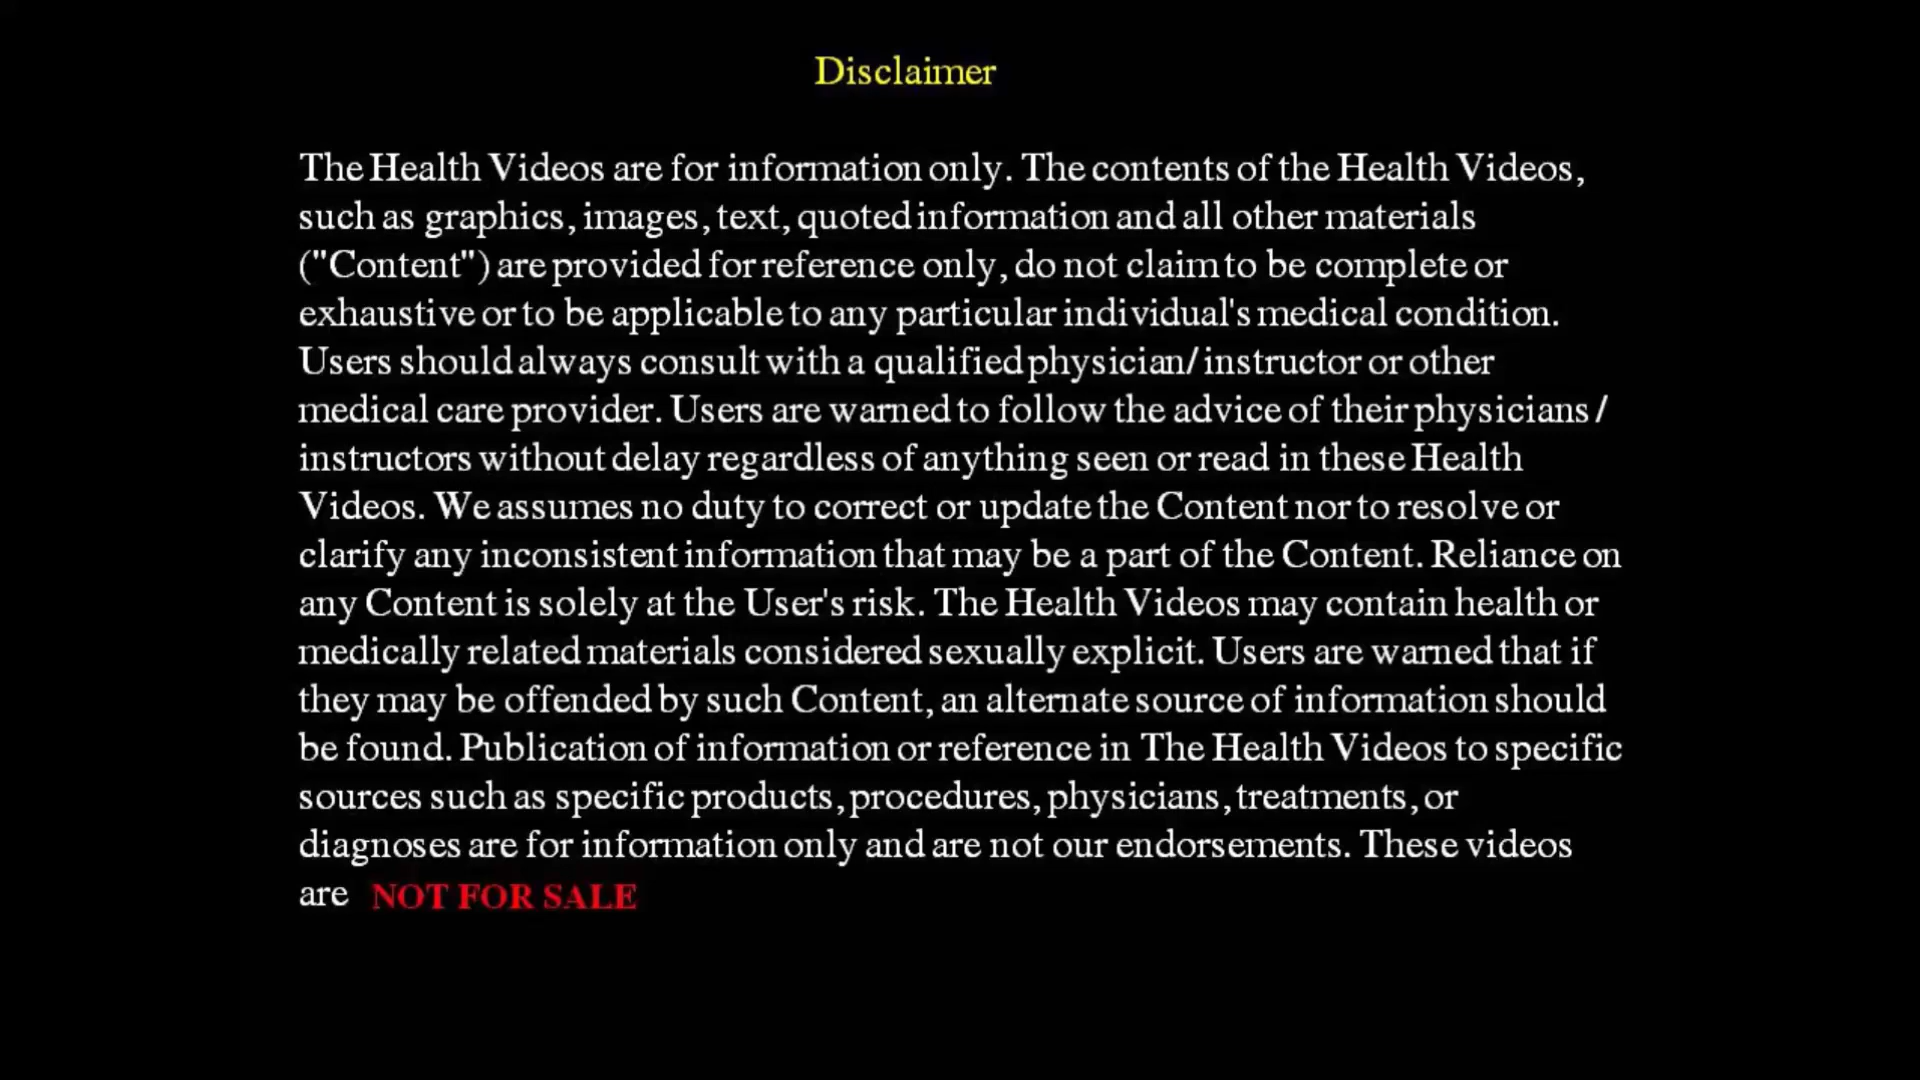 Disclaimer
The Health Videos are for information only. The contents of the Health Videos,
such as graphics, images, text, quoted information and all other materials
("Content") are provided for reference only, do not claim to be complete or
exhaustive or to be applicable to any particular individual's medical condition.
Users should always consult with a qualified physician/ instructor or other
medical care provider. Users are warned to follow the advice of their physicians /
instructors without delay regardless of anything seen or read in these Health
Videos. We assumes no duty to correct or update the Content nor to resolve or
clarify any inconsistent information that may be a part of the Content. Reliance on
any Content is solely at the User's risk. The Health Videos may contain health or
medically related materials considered sexually explicit. Users are warned that if
they may be offended by such Content, an alternate source of information should
be found. Publication of information or reference in The Health Videos to specific
sources such as specific products, procedures, physicians, treatments, or
diagnoses are for information only and are not our endorsements. These videos
are NOT FOR SALE